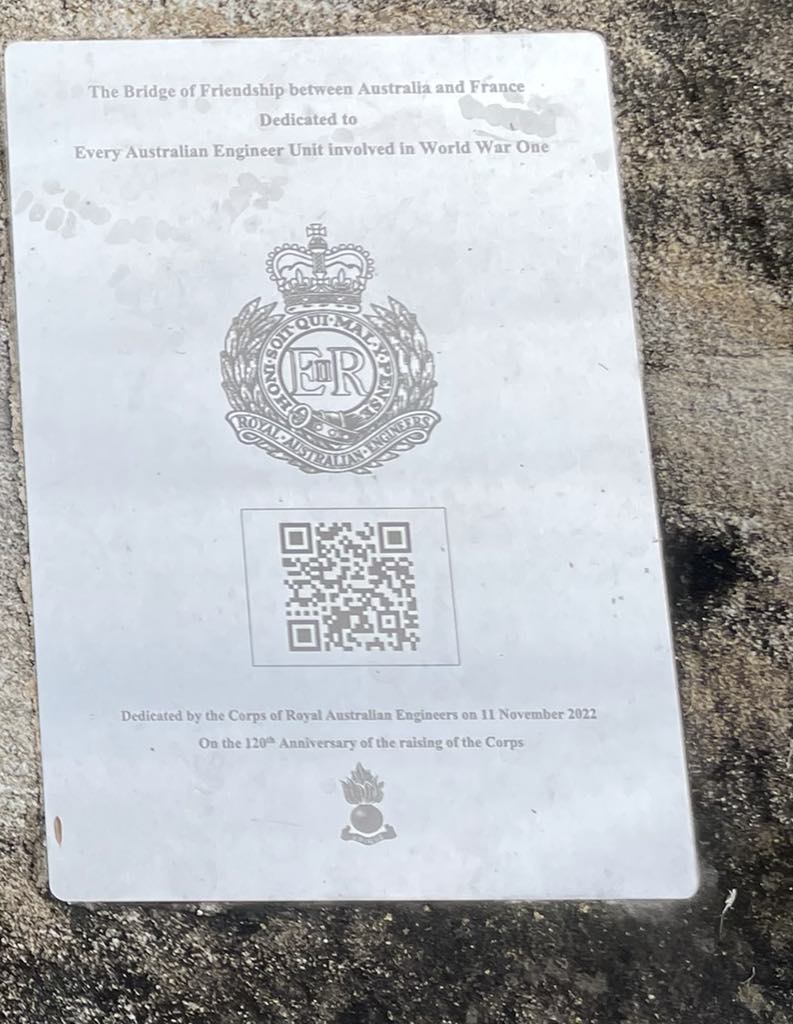 The Bridge of Friendship between Australia and France
Dedicated to
Every Australian Engineer Unit involved in World War One
HONI·SOIT·QUI·MAL·Y·PENSE
EIIR
ROYAL·AUSTRALIAN·ENGINEERS
Dedicated by the Corps of Royal Australian Engineers on 11 November 2022
On the 120th Anniversary of the raising of the Corps